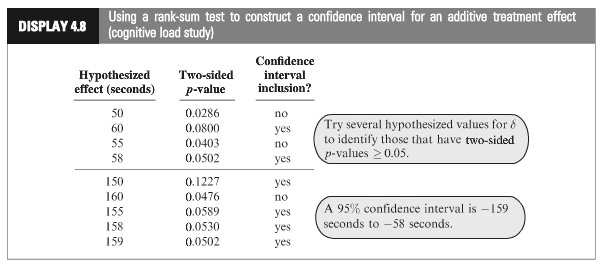 DISPLAY 4.8
Using a rank-sum test to construct a confidence interval for an additive treatment effect
(cognitive load study)
Hypothesized effect (seconds) Two-sided p-value Confidence interval inclusion?
50 0.0286 no
60 0.0800 yes
55 0.0403 no
58 0.0502 yes
Try several hypothesized values for δ
to identify those that have two-sided
p-values ≥ 0.05.
150 0.1227 yes
160 0.0476 no
155 0.0589 yes
158 0.0530 yes
159 0.0502 yes
A 95% confidence interval is −159
seconds to −58 seconds.